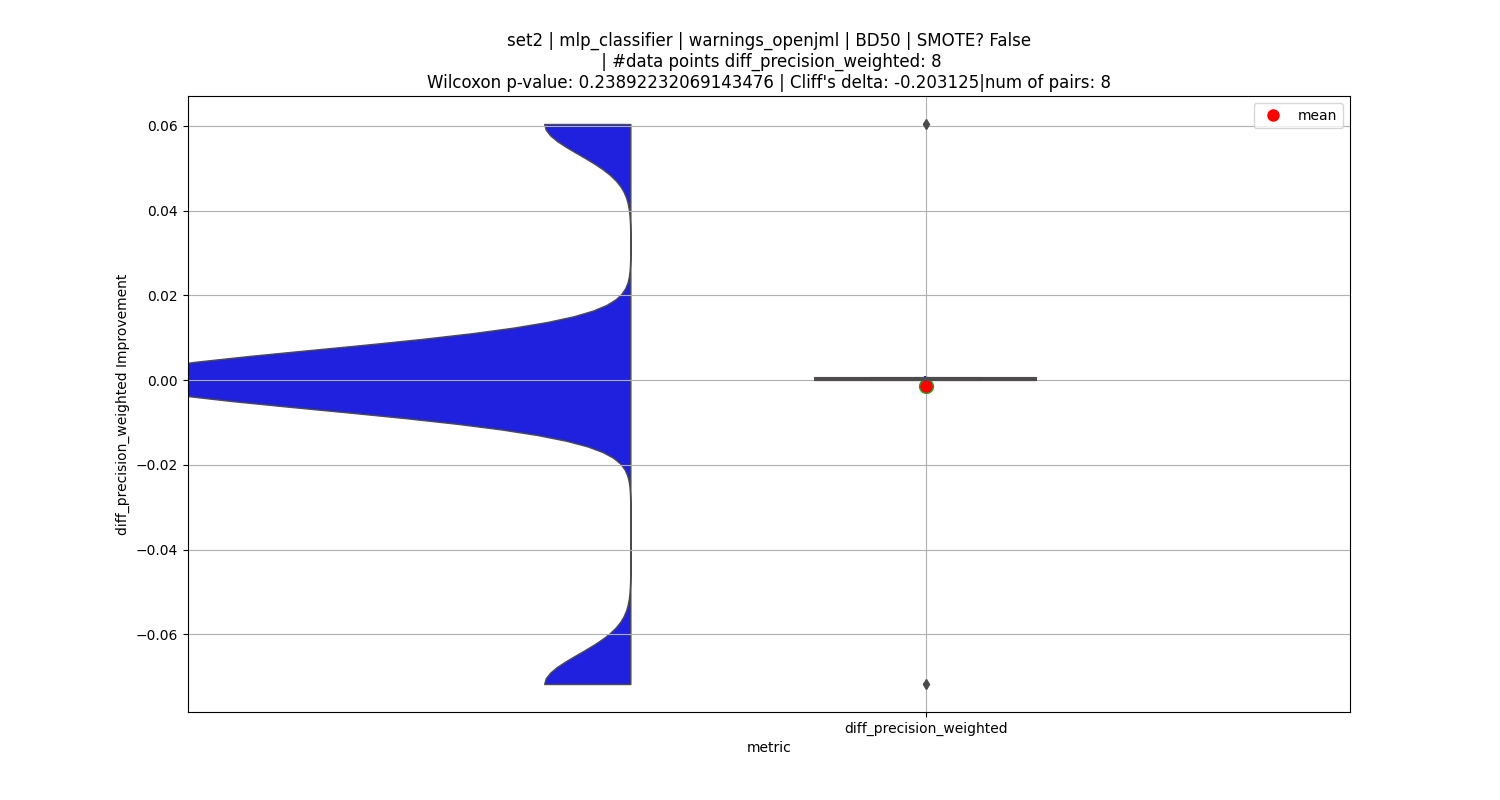 set2 | mlp_classifier | warnings_openjml | BD50 | SMOTE? False
| #data points diff_precision_weighted: 8
Wilcoxon p-value: 0.23892232069143476 | Cliff's delta: -0.203125|num of pairs: 8
mean
0.06
0.04
0.02
0.00
−0.02
−0.04
−0.06
diff_precision_weighted Improvement
diff_precision_weighted
metric